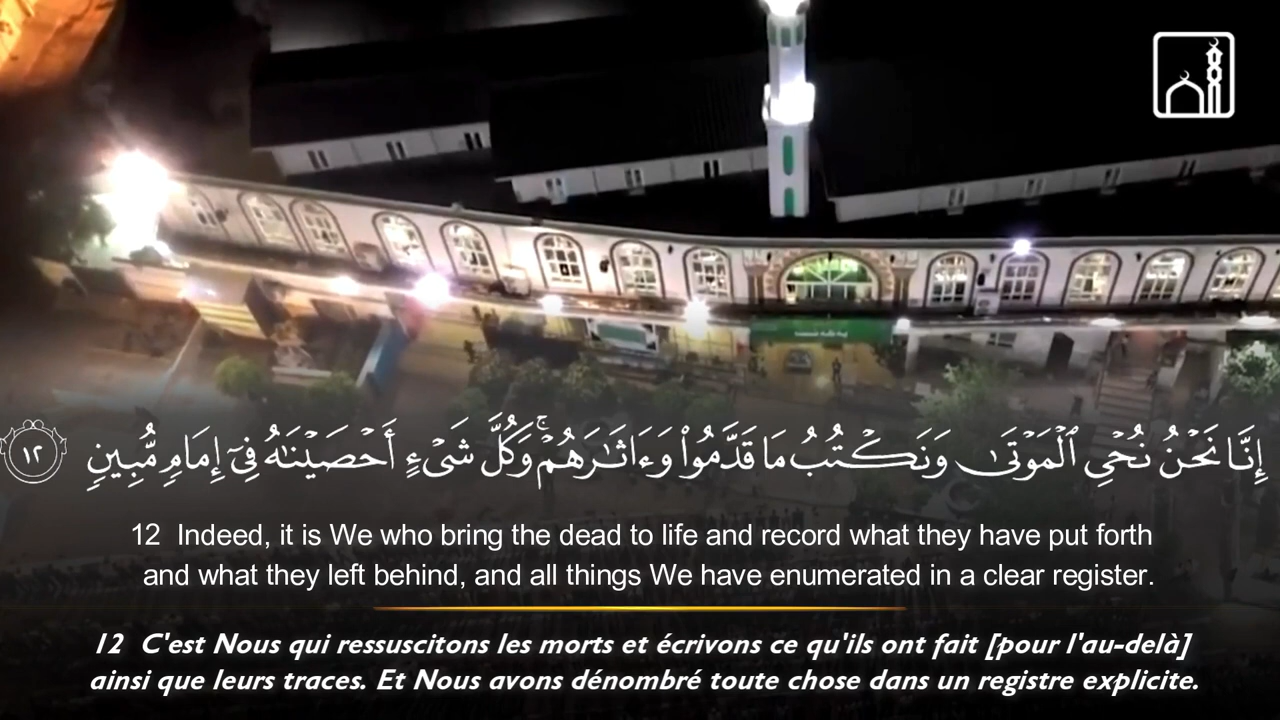 إِنَّا نَحْنُ نُحْيِ ٱلْمَوْتَىٰ وَنَكْتُبُ مَا قَدَّمُوا۟ وَءَاثَـٰرَهُمْ ۚ وَكُلَّ شَىْءٍ أَحْصَيْنَـٰهُ فِىٓ إِمَامٍ مُّبِينٍ ١٢
12 Indeed, it is We who bring the dead to life and record what they have put forth
and what they left behind, and all things We have enumerated in a clear register.
12 C'est Nous qui ressuscitons les morts et écrivons ce qu'ils ont fait [pour l'au-delà]
ainsi que leurs traces. Et Nous avons dénombré toute chose dans un registre explicite.